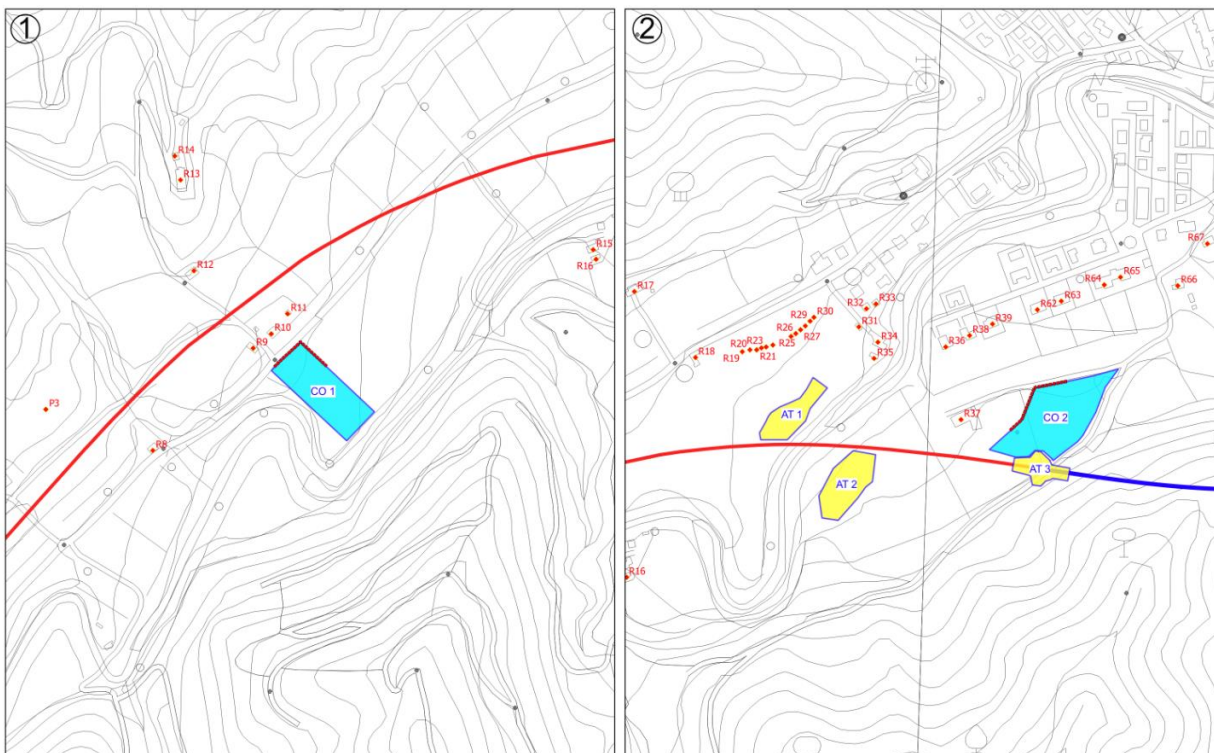 1
R14
R13
R12
R15
R16
R11
R10
R9
CO 1
P3
R8
2
R67
R17
R65
R64
R66
R33
R32
R63
R62
R30
R29
R31
R39
R26
R27
R38
R34
R20
R23
R25
R36
R18
R19
R21
R35
AT 1
R37
CO 2
AT 3
AT 2
R16